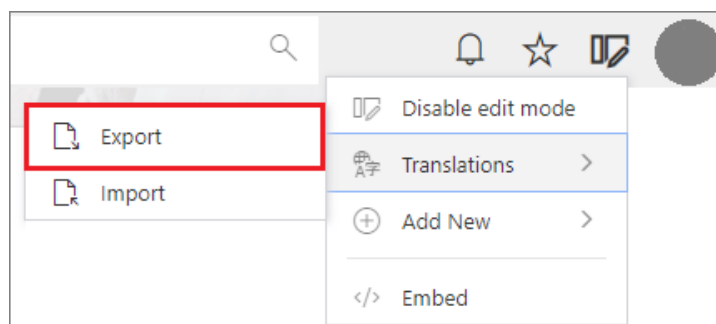 Disable edit mode
Export
Translations
Import
Add New
Embed